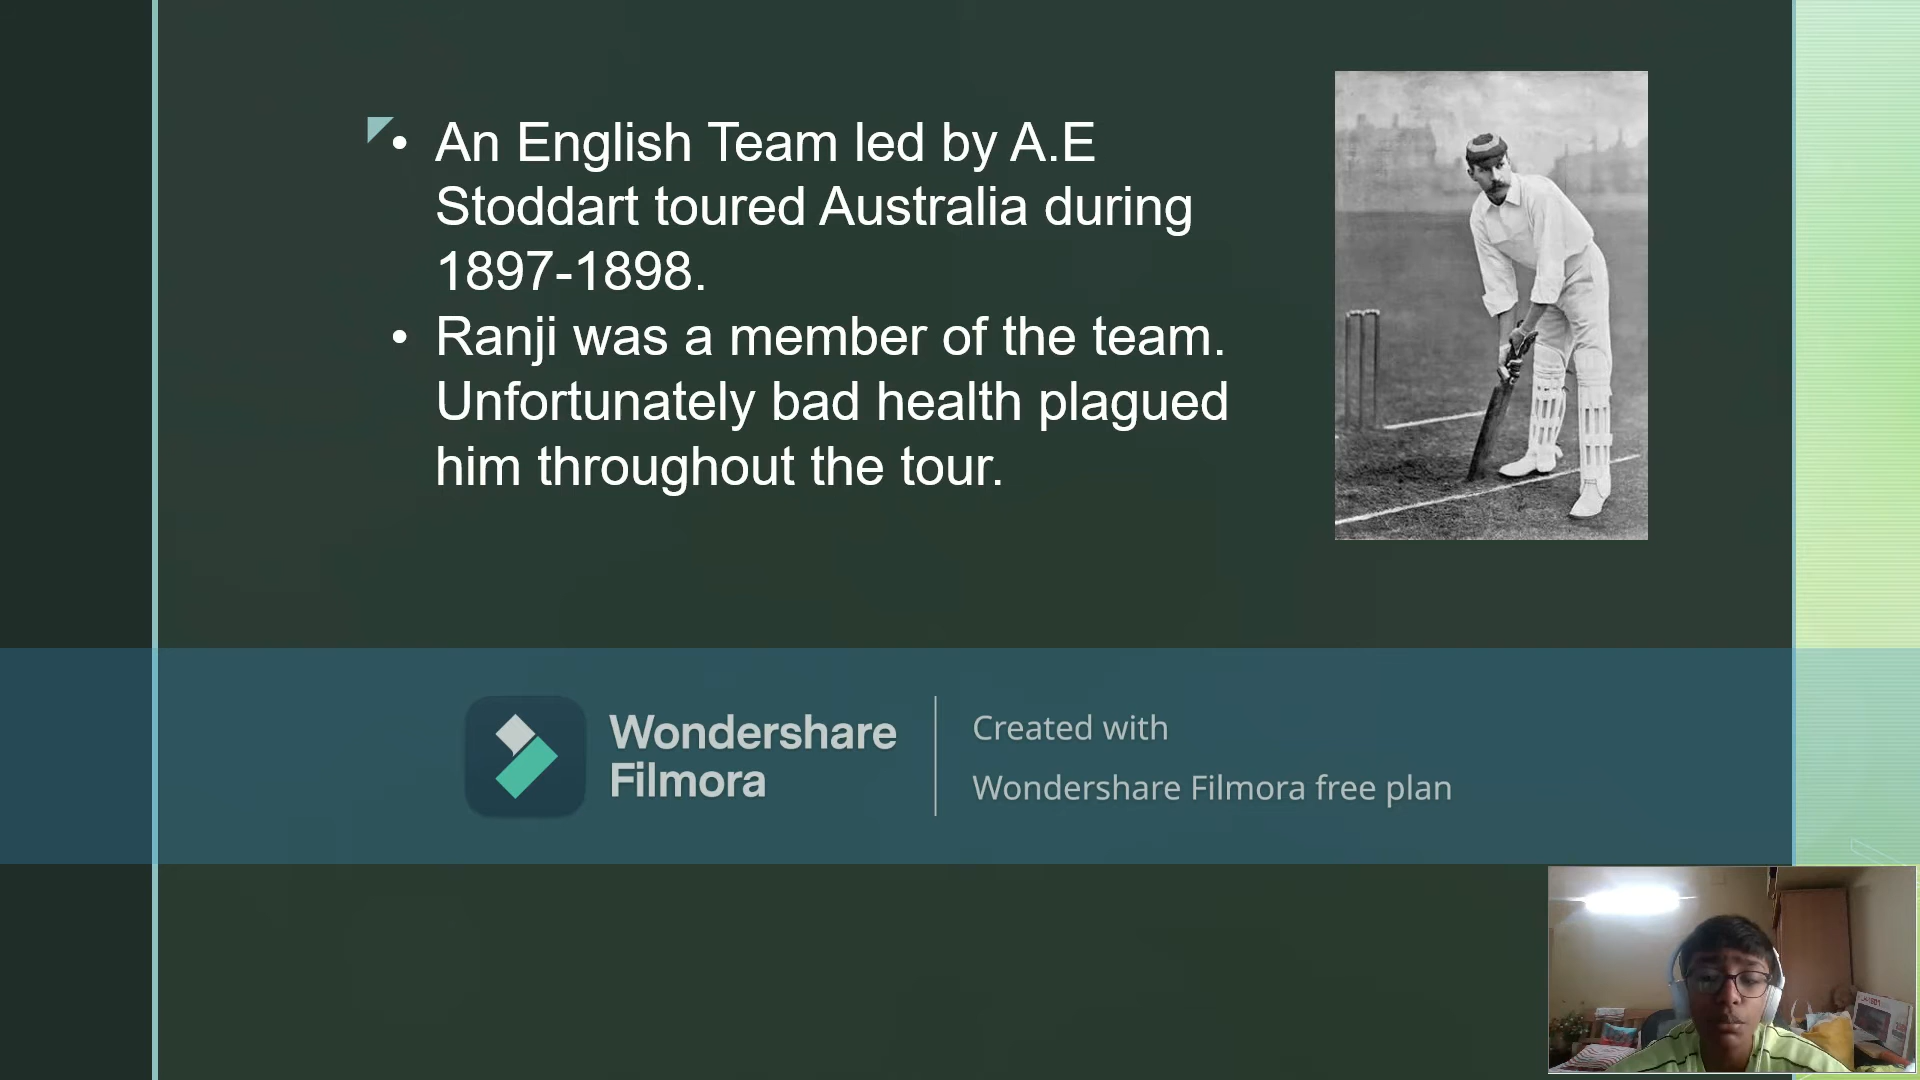 • An English Team led by A.E
Stoddart toured Australia during
1897-1898.
• Ranji was a member of the team.
Unfortunately bad health plagued
him throughout the tour.
Wondershare
Filmora
Created with
Wondershare Filmora free plan